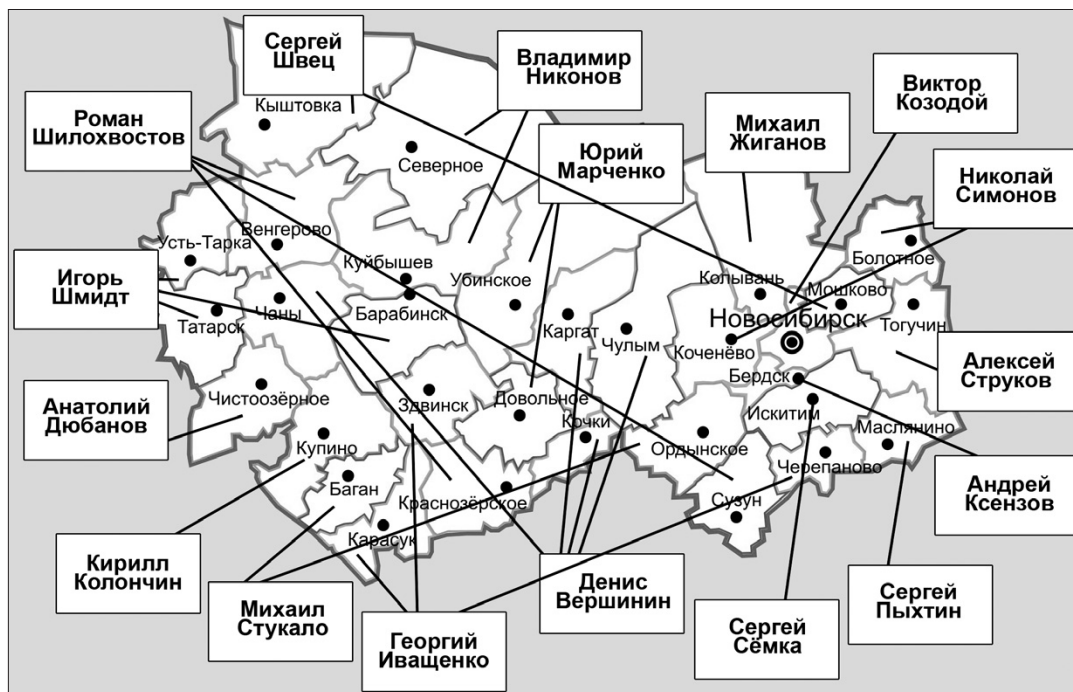 Сергей
Швец
Владимир
Никонов
Виктор
Козодой
Роман
Шилохвостов
Михаил
Жиганов
Юрий
Марченко
Николай
Симонов
Игорь
Шмидт
Анатолий
Дюбанов
Алексей
Струков
Андрей
Ксензов
Кирилл
Колончин
Михаил
Стукало
Георгий
Иващенко
Денис
Вершинин
Сергей
Сёмка
Сергей
Пыхтин
Кыштовка
Северное
Усть-Тарка
Венгерово
Куйбышев
Убинское
Колывань
Болотное
Мошково
Татарск
Чаны
Барабинск
Каргат
Чулым
Коченёво
Новосибирск
Тогучин
Чистоозёрное
Здвинск
Довольное
Бердск
Искитим
Маслянино
Кочки
Ордынское
Черепаново
Купино
Баган
Краснозёрское
Карасук
Сузун